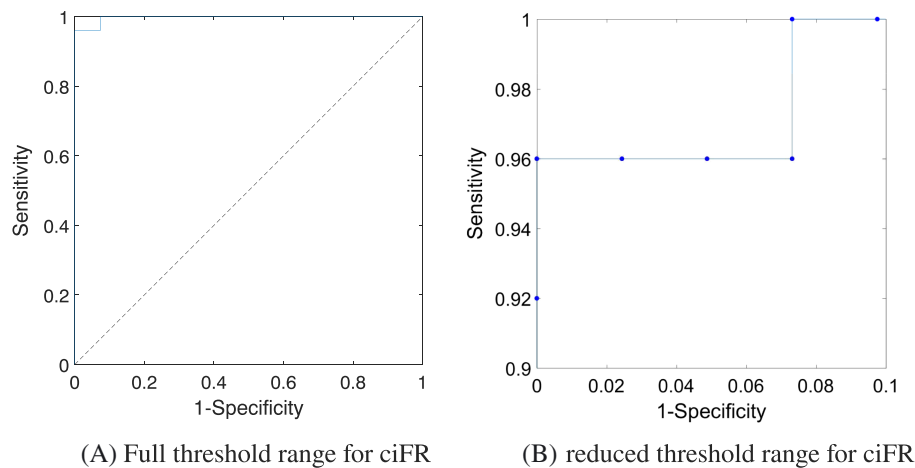 1
0.8
0.6
0.4
0.2
0
Sensitivity
0 0.2 0.4 0.6 0.8 1
1-Specificity
(A) Full threshold range for ciFR
1
0.98
0.96
0.94
0.92
0.9
Sensitivity
0 0.02 0.04 0.06 0.08 0.1
1-Specificity
(B) reduced threshold range for ciFR